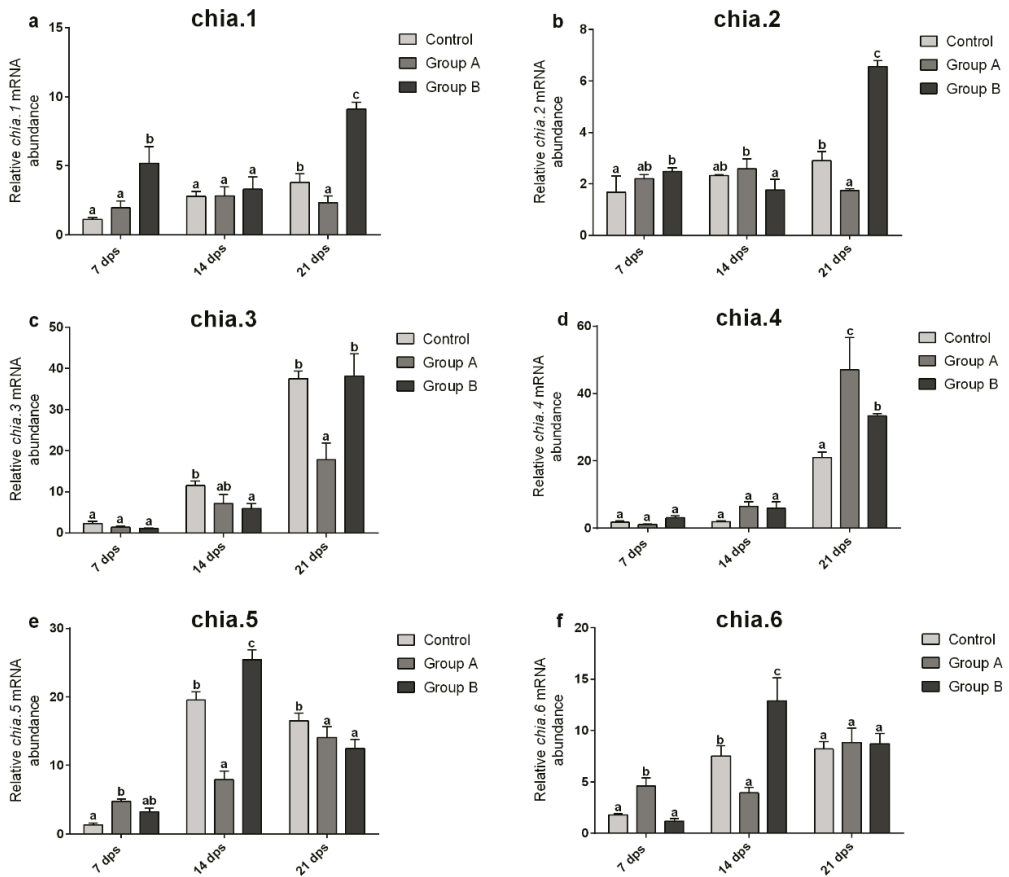 a
chia.1
Relative chia.1 mRNA
abundance
15
10
5
0
a
a
b
a
a
a
b
a
c
7 dps
14 dps
21 dps
Control
Group A
Group B
b
chia.2
Relative chia.2 mRNA
abundance
8
6
4
2
0
a
ab
b
ab
b
a
b
a
c
7 dps
14 dps
21 dps
Control
Group A
Group B
c
chia.3
Relative chia.3 mRNA
abundance
50
40
30
20
10
0
a
a
a
b
ab
a
b
a
b
7 dps
14 dps
21 dps
Control
Group A
Group B
d
chia.4
Relative chia.4 mRNA
abundance
60
40
20
0
a
a
a
a
a
a
a
c
b
7 dps
14 dps
21 dps
Control
Group A
Group B
e
chia.5
Relative chia.5 mRNA
abundance
30
20
10
0
a
b
ab
b
a
c
b
a
a
7 dps
14 dps
21 dps
Control
Group A
Group B
f
chia.6
Relative chia.6 mRNA
abundance
20
15
10
5
0
a
b
a
b
a
c
a
a
a
7 dps
14 dps
21 dps
Control
Group A
Group B